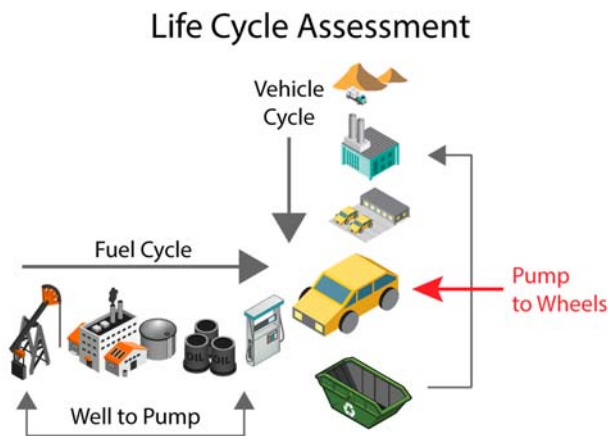 Life Cycle Assessment
Vehicle
Cycle
Fuel Cycle
Pump
to Wheels
OIL
OIL
Well to Pump